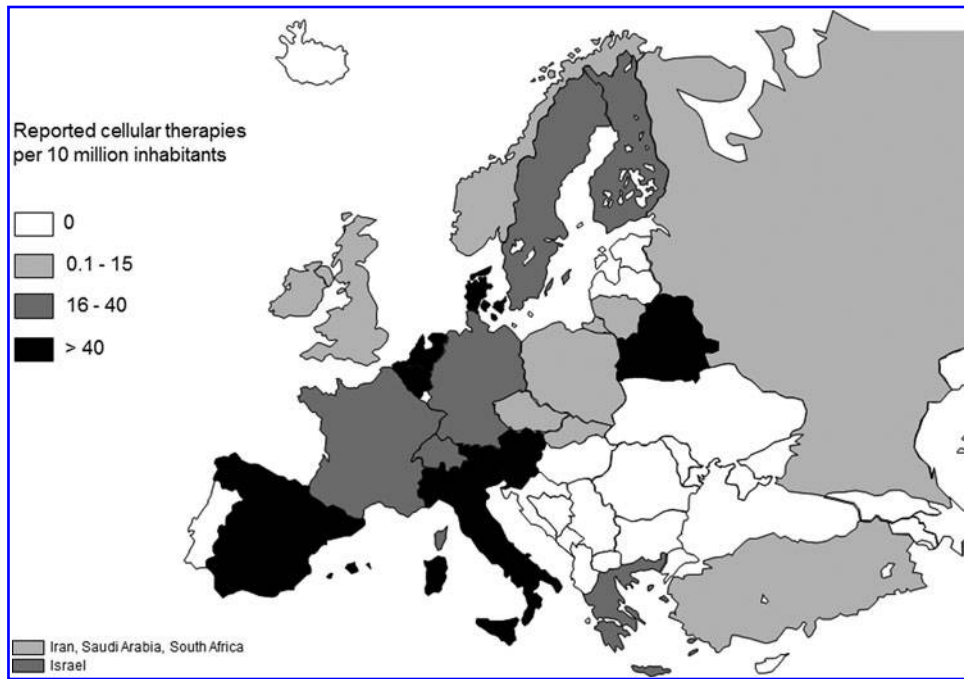 Reported cellular therapies
per 10 million inhabitants
0
0.1 - 15
16 - 40
> 40
Iran, Saudi Arabia, South Africa
Israel